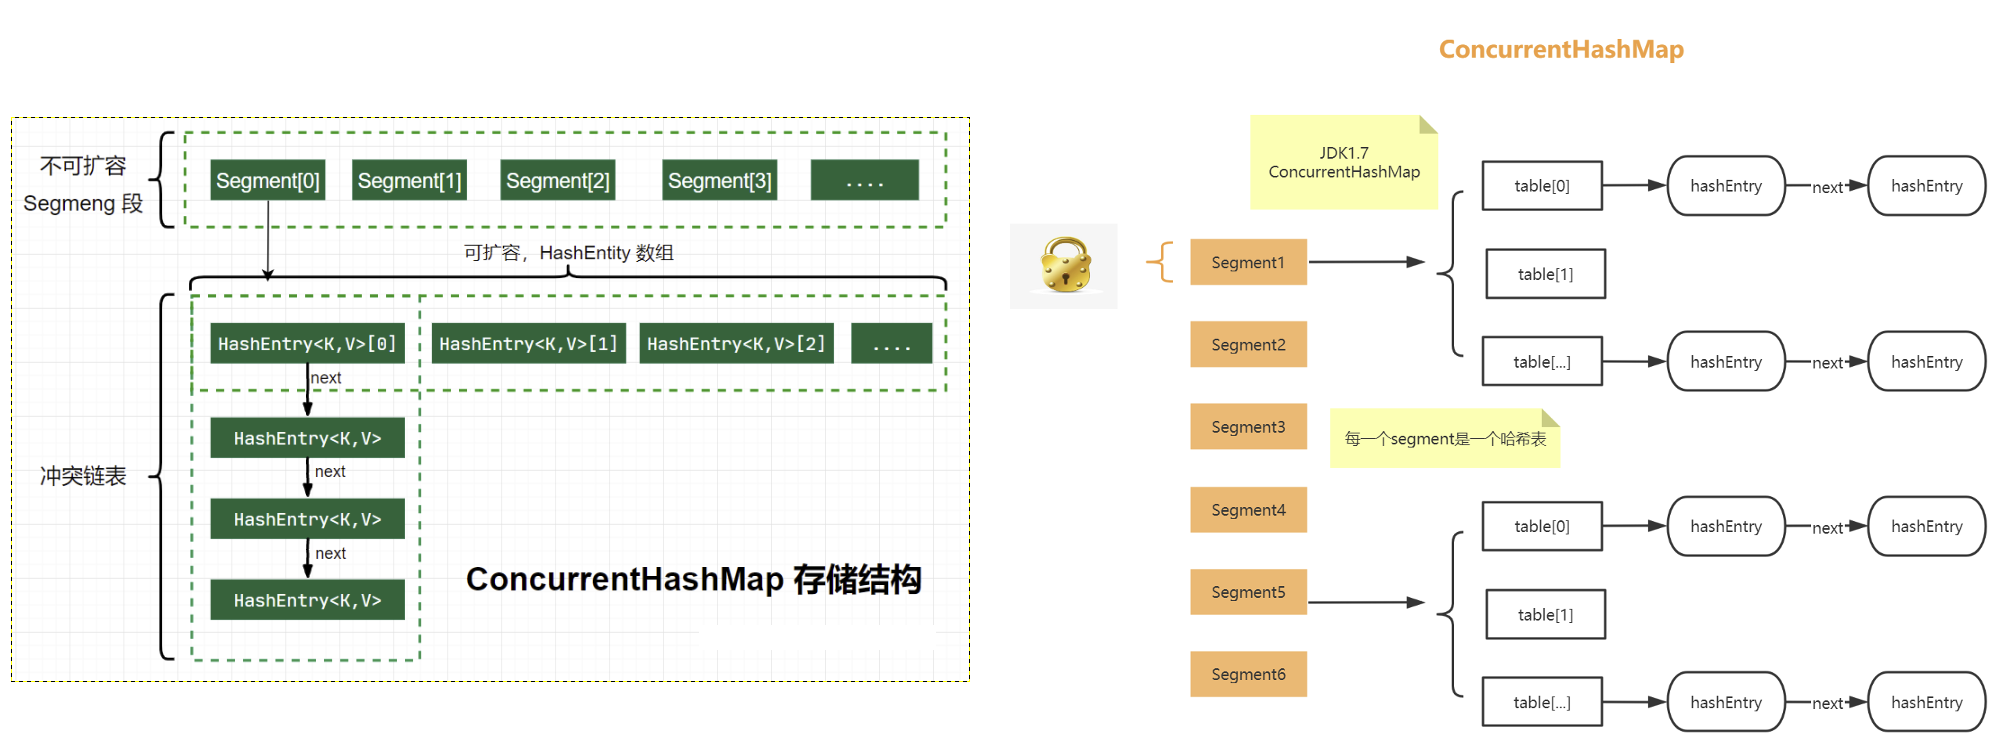 不可扩容
Segmeng 段
Segment[0]
Segment[1]
Segment[2]
Segment[3]
....
可扩容，HashEntity 数组
HashEntry<K,V>[0]
HashEntry<K,V>[1]
HashEntry<K,V>[2]
....
next
HashEntry<K,V>
next
HashEntry<K,V>
next
HashEntry<K,V>
冲突链表
ConcurrentHashMap 存储结构
ConcurrentHashMap
JDK1.7
ConcurrentHashMap
Segment1
Segment2
Segment3
Segment4
Segment5
Segment6
每一个segment是一个哈希表
table[0]
hashEntry
next
hashEntry
table[1]
table[...]
hashEntry
next
hashEntry
table[0]
hashEntry
next
hashEntry
table[1]
table[...]
hashEntry
next
hashEntry